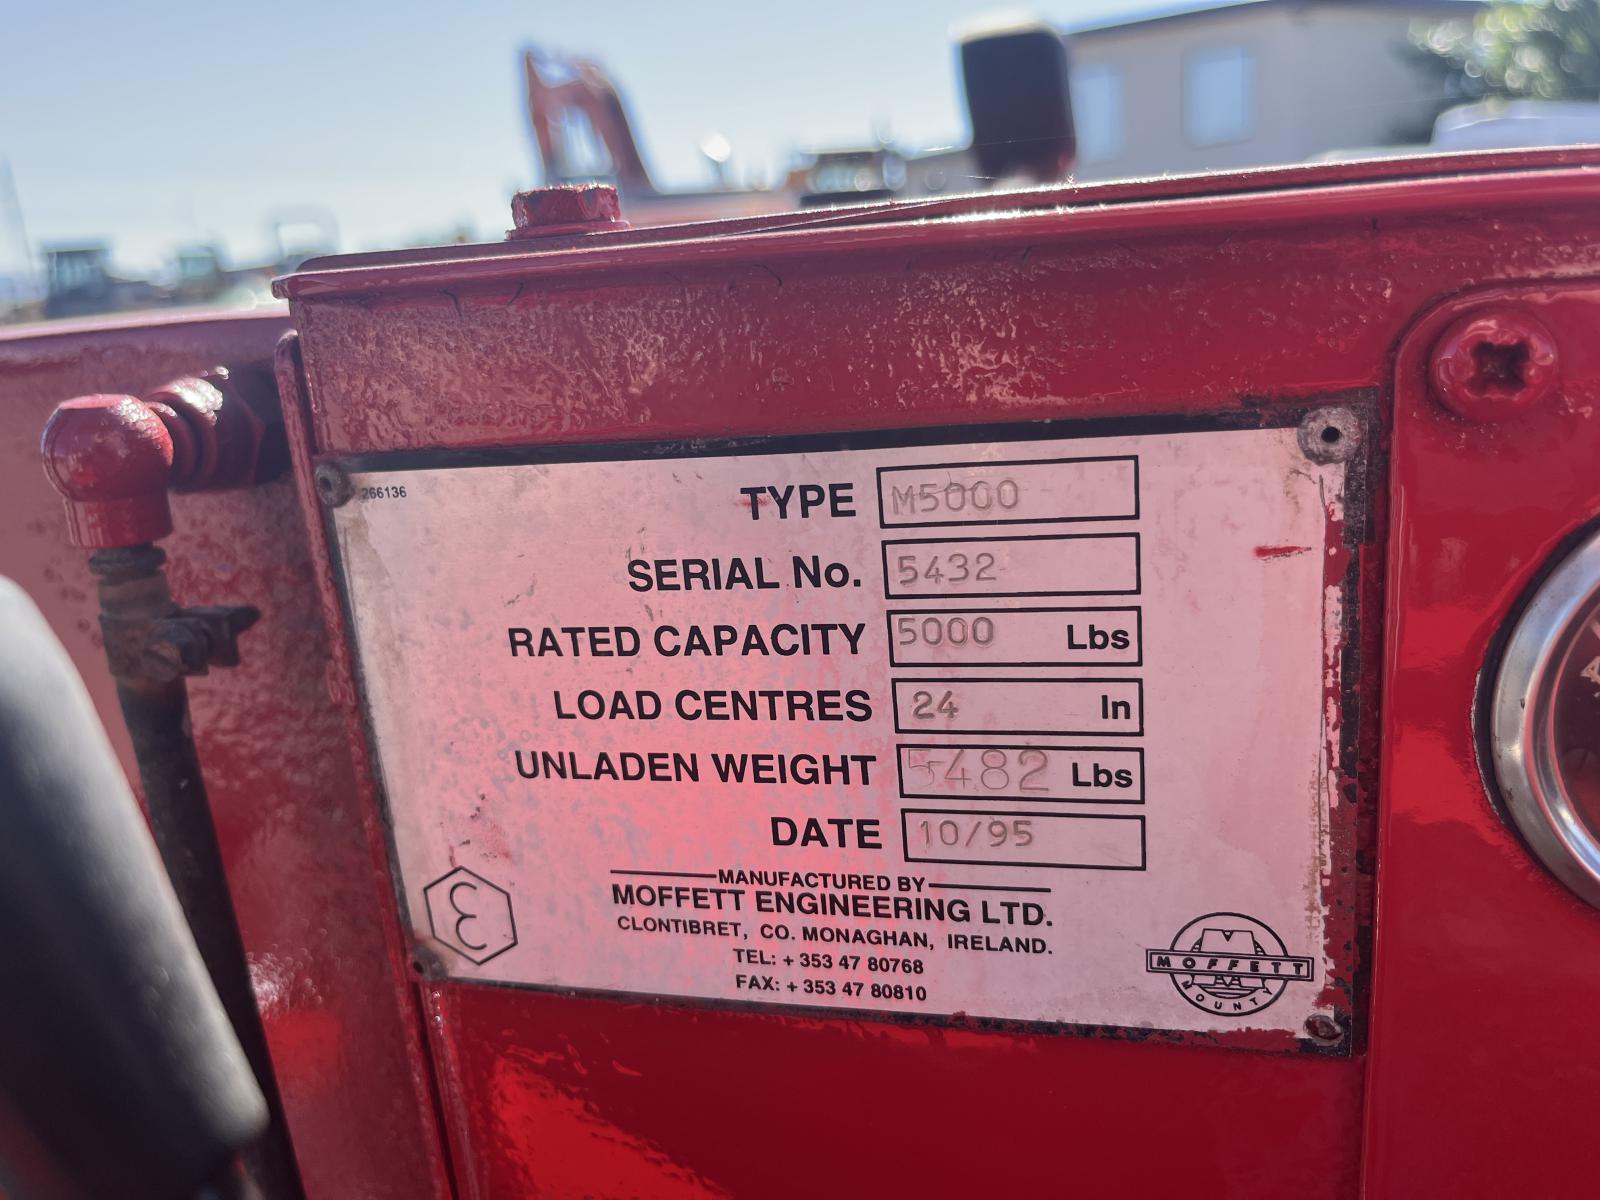 266136
TYPE M5000
SERIAL No. 5432
RATED CAPACITY 5000 Lbs
LOAD CENTRES 24 In
UNLADEN WEIGHT 5482 Lbs
DATE 10/95
MANUFACTURED BY
MOFFETT ENGINEERING LTD.
CLONTIBRET, CO. MONAGHAN, IRELAND.
TEL: + 353 47 80768
FAX: + 353 47 80810
MOFFETT
MOUNTY